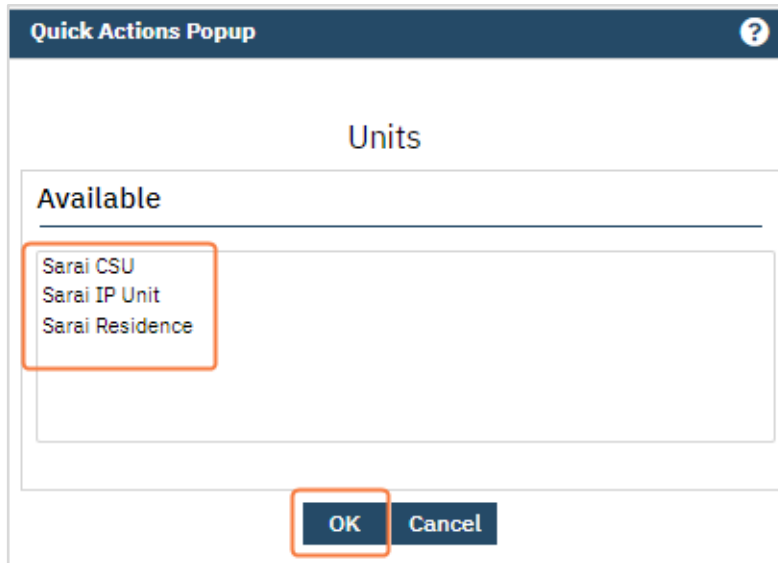 Quick Actions Popup
?
Units
Available
Sarai CSU
Sarai IP Unit
Sarai Residence
OK Cancel